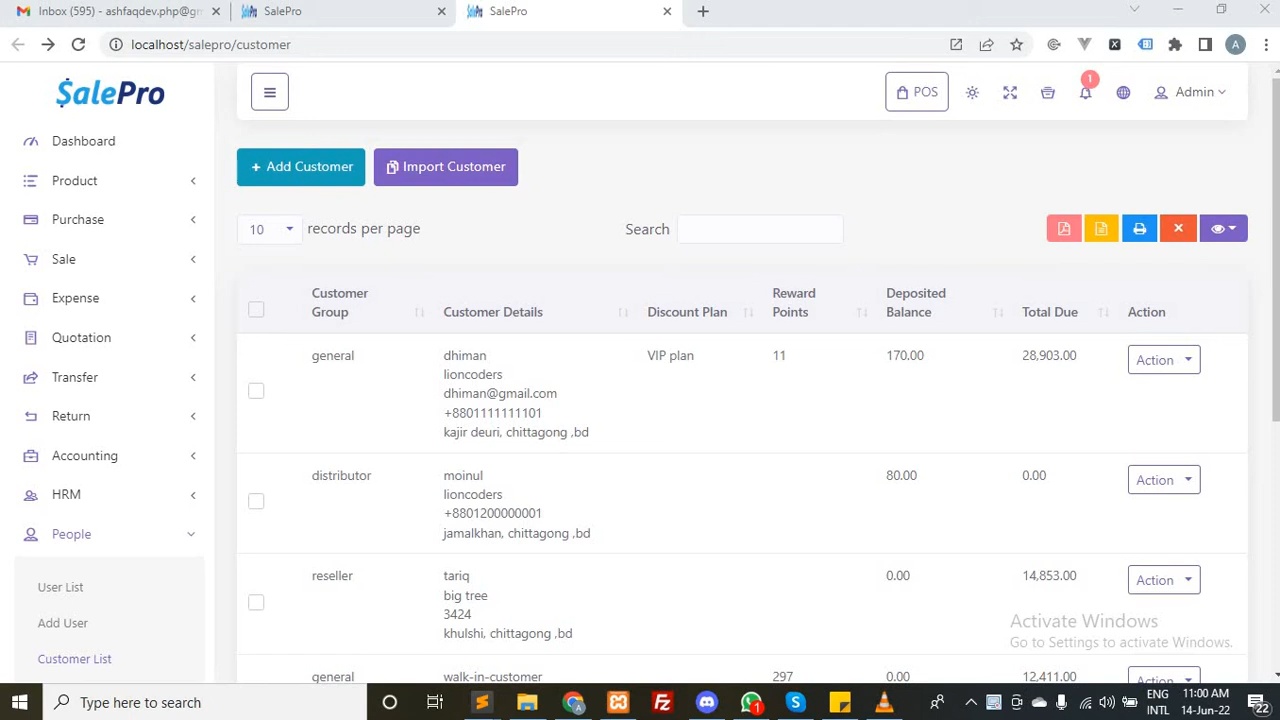 Inbox (595) - ashfaqdev.php@gm
SalePro
SalePro
localhost/salepro/customer
A
$alePro
POS
1
Admin
Dashboard
Product
Purchase
Sale
Expense
Quotation
Transfer
Return
Accounting
HRM
People
User List
Add User
Customer List
+ Add Customer
Import Customer
10 records per page
Search
Customer Group
Customer Details
Discount Plan
Reward Points
Deposited Balance
Total Due
Action
general
dhiman
lioncoders
dhiman@gmail.com
+8801111111101
kajir deuri, chittagong ,bd
VIP plan
11
170.00
28,903.00
Action
distributor
moinul
lioncoders
+8801200000001
jamalkhan, chittagong ,bd
80.00
0.00
Action
reseller
tariq
big tree
3424
khulshi, chittagong ,bd
0.00
14,853.00
Action
general
walk-in-customer
297
0.00
12,411.00
Action
Activate Windows
Go to Settings to activate Windows.
Type here to search
1
ENG
INTL
11:00 AM
14-Jun-22
22